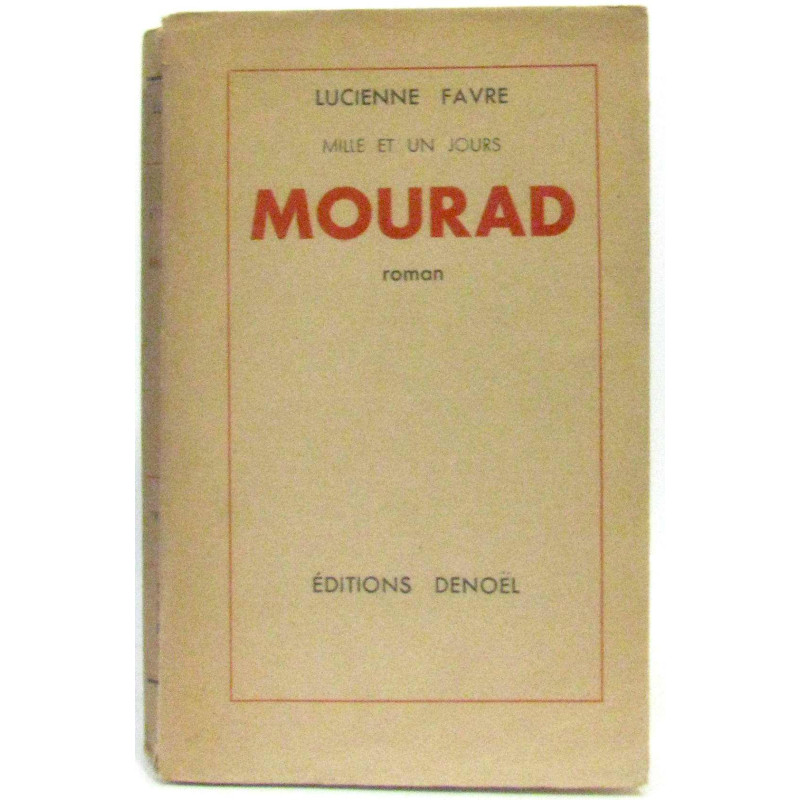 LUCIENNE FAVRE
MILLE ET UN JOURS
MOURAD
roman
ÉDITIONS DENOËL